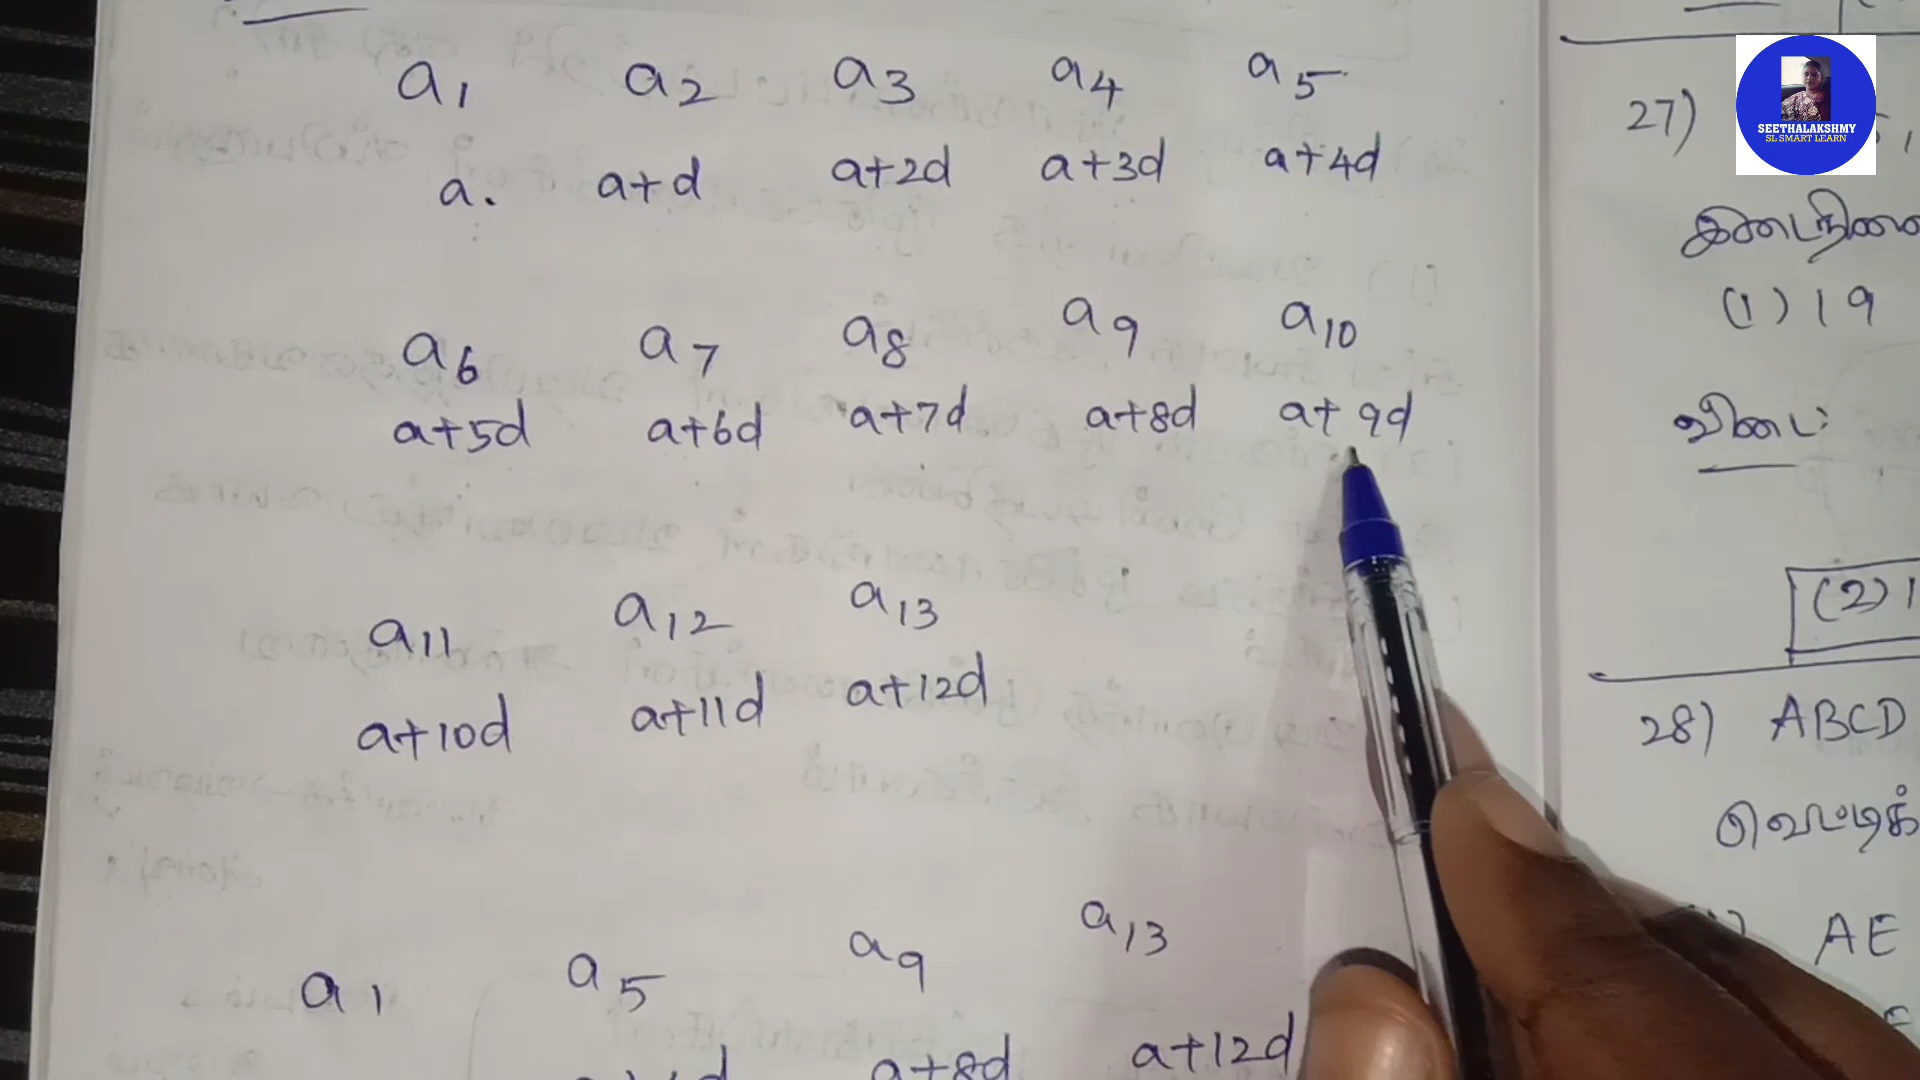 a1 a2 a3 a4 a5
a. a+d a+2d a+3d a+4d
a6 a7 a8 a9 a10
a+5d a+6d a+7d a+8d a+9d
a11 a12 a13
a+10d a+11d a+12d
a1 a5 a9 a13
a+8d a+12d
27)
(1) 19
விடை:
(2) 1
28) ABCD
AE
SEETHALAKSHMY
SL SMART LEARN